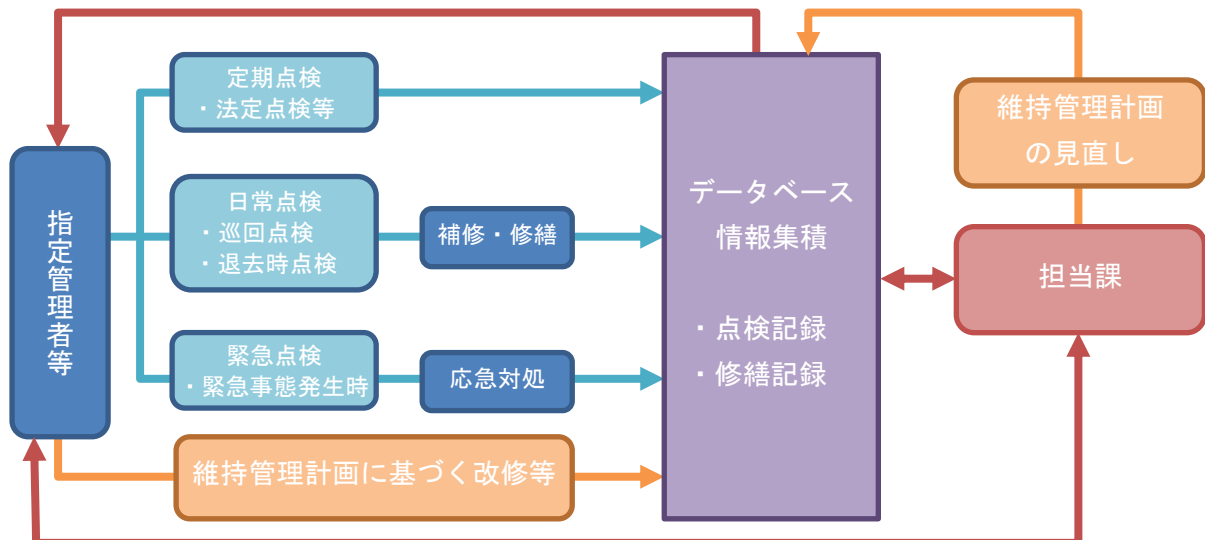 指定管理者等
定期点検
・法定点検等
日常点検
・巡回点検
・退去時点検
補修・修繕
緊急点検
・緊急事態発生時
応急対処
維持管理計画に基づく改修等
データベース
情報集積
・点検記録
・修繕記録
維持管理計画
の見直し
担当課